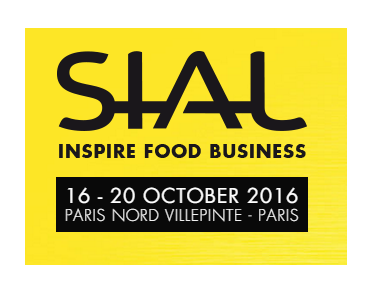 SIAL
INSPIRE FOOD BUSINESS
16 - 20 OCTOBER 2016
PARIS NORD VILLEPINTE - PARIS